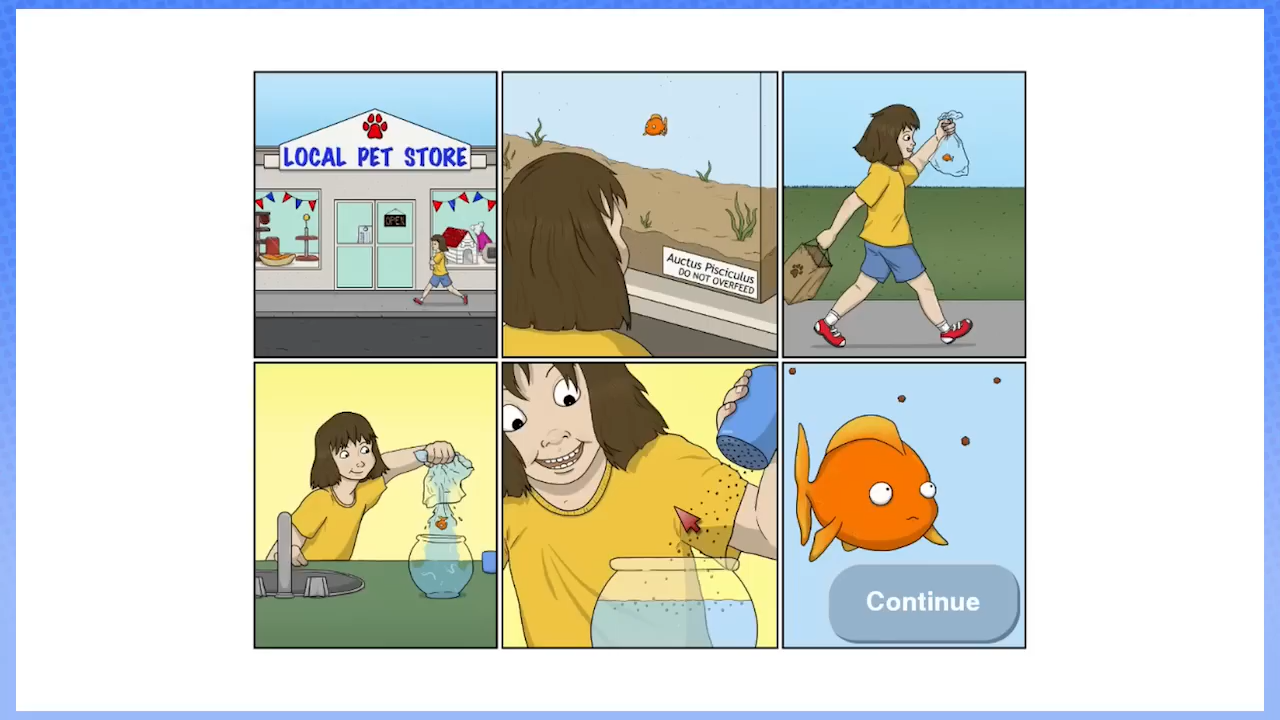 LOCAL PET STORE
OPEN
Auctus Pisciculus
DO NOT OVERFEED
Continue